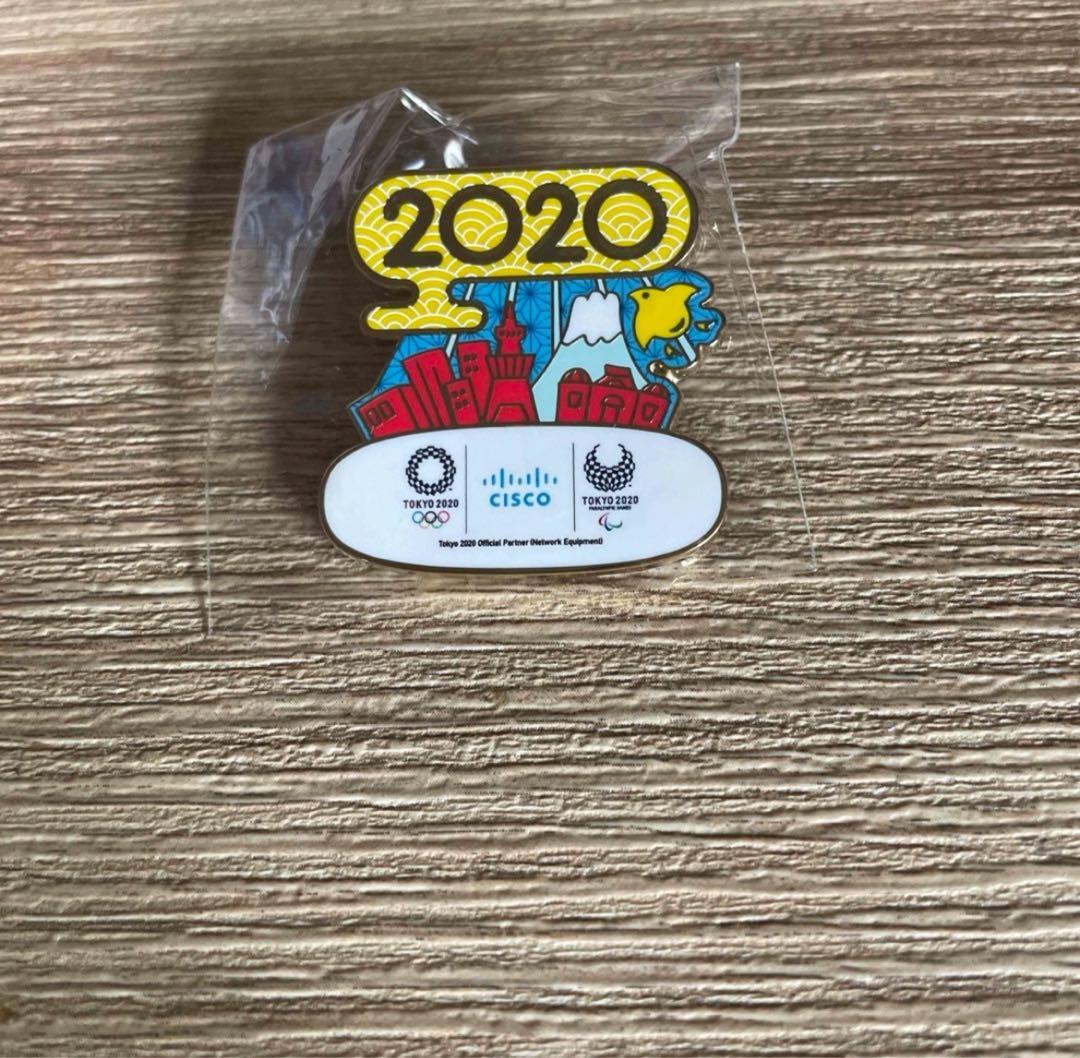 2020
TOKYO 2020
CISCO
TOKYO 2020
PARALYMPIC GAMES
Tokyo 2020 Official Partner (Network Equipment)